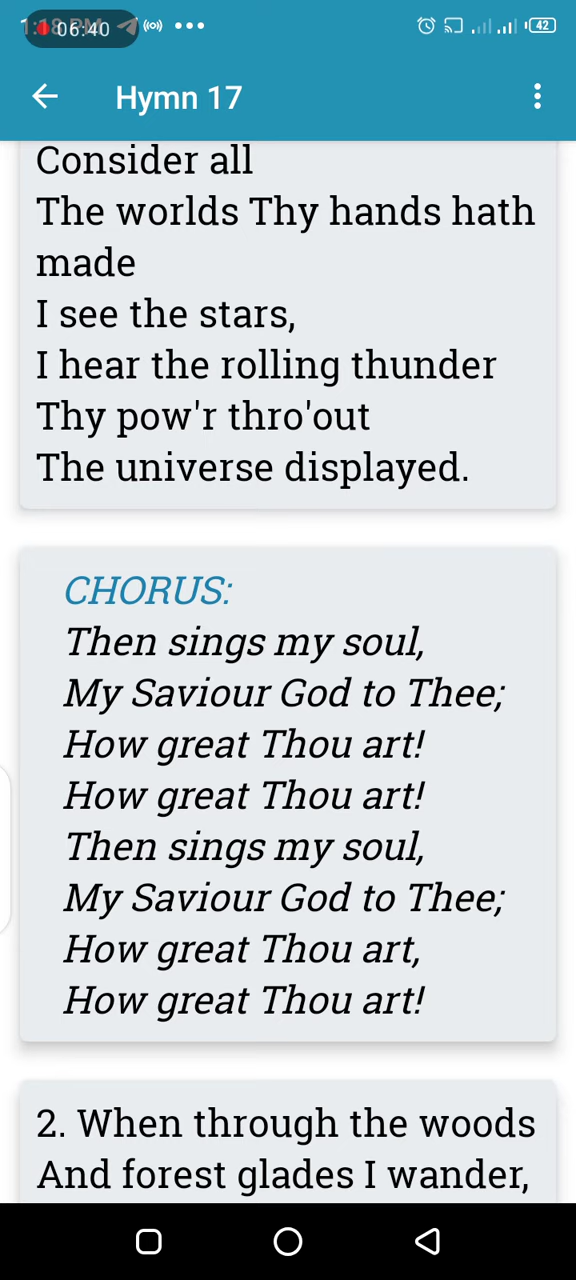 06:40
42
Hymn 17
Consider all
The worlds Thy hands hath
made
I see the stars,
I hear the rolling thunder
Thy pow'r thro'out
The universe displayed.
CHORUS:
Then sings my soul,
My Saviour God to Thee;
How great Thou art!
How great Thou art!
Then sings my soul,
My Saviour God to Thee;
How great Thou art,
How great Thou art!
2. When through the woods
And forest glades I wander,